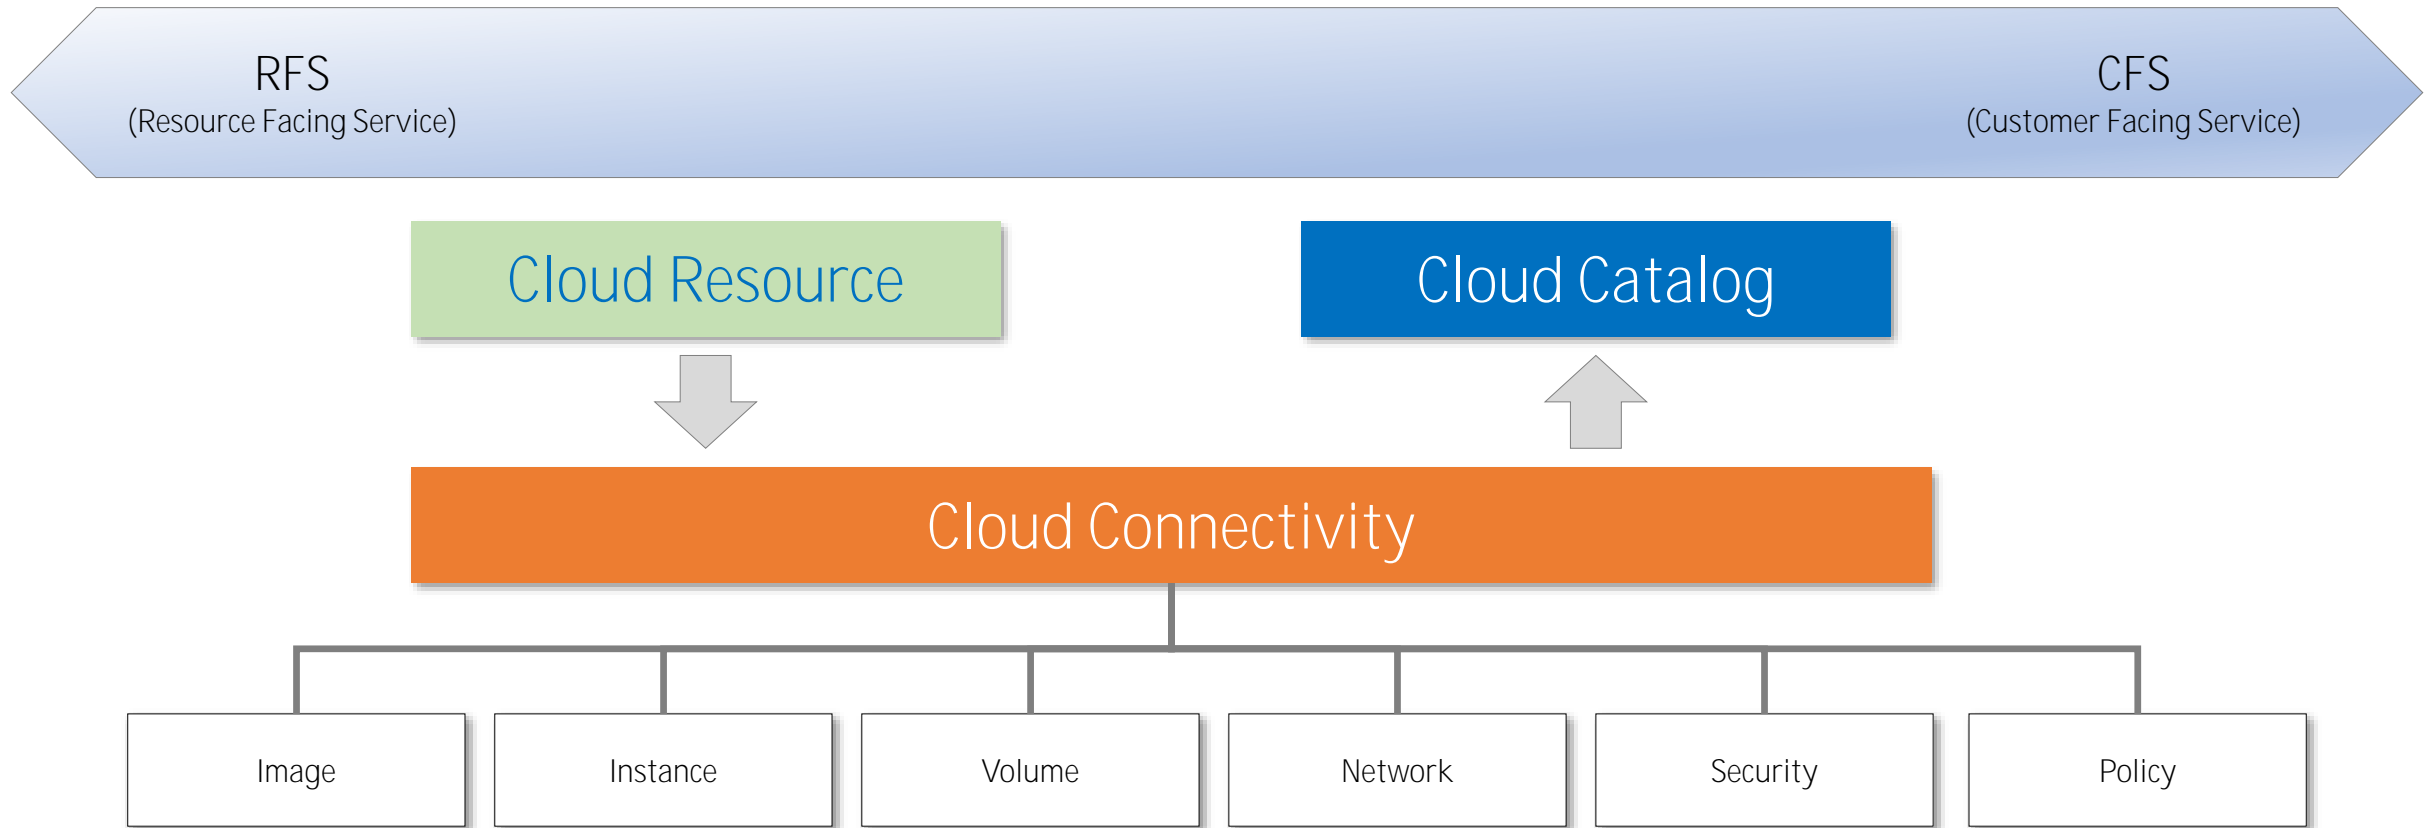 RFS
(Resource Facing Service)
CFS
(Customer Facing Service)
Cloud Resource
Cloud Catalog
Cloud Connectivity
Image
Instance
Volume
Network
Security
Policy